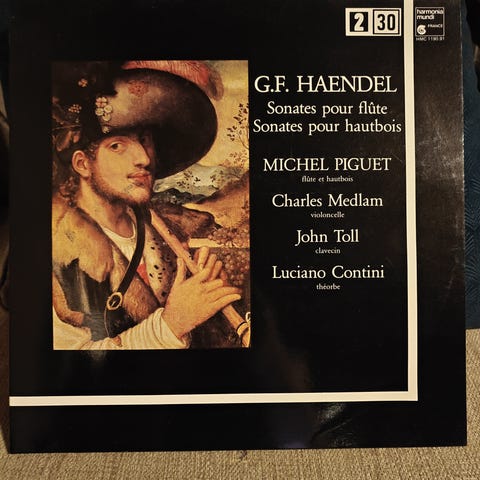 2 30
harmonia
mundi
FRANCE
HMC 1190.91
G.F. HAENDEL
Sonates pour flûte
Sonates pour hautbois
MICHEL PIGUET
flûte et hautbois
Charles Medlam
violoncelle
John Toll
clavecin
Luciano Contini
théorbe